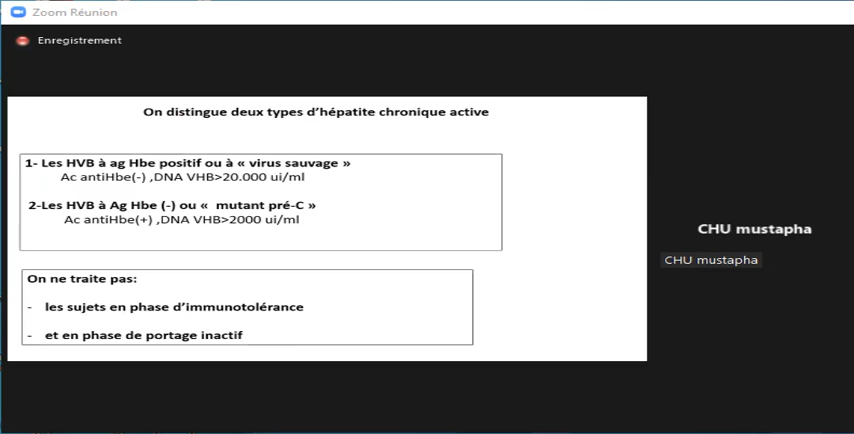 Zoom Réunion
Enregistrement
On distingue deux types d’hépatite chronique active
1- Les HVB à ag Hbe positif ou à « virus sauvage »
Ac antiHbe(-) ,DNA VHB>20.000 ui/ml
2-Les HVB à Ag Hbe (-) ou « mutant pré-C »
Ac antiHbe(+) ,DNA VHB>2000 ui/ml
On ne traite pas:
- les sujets en phase d’immunotolérance
- et en phase de portage inactif
CHU mustapha
CHU mustapha